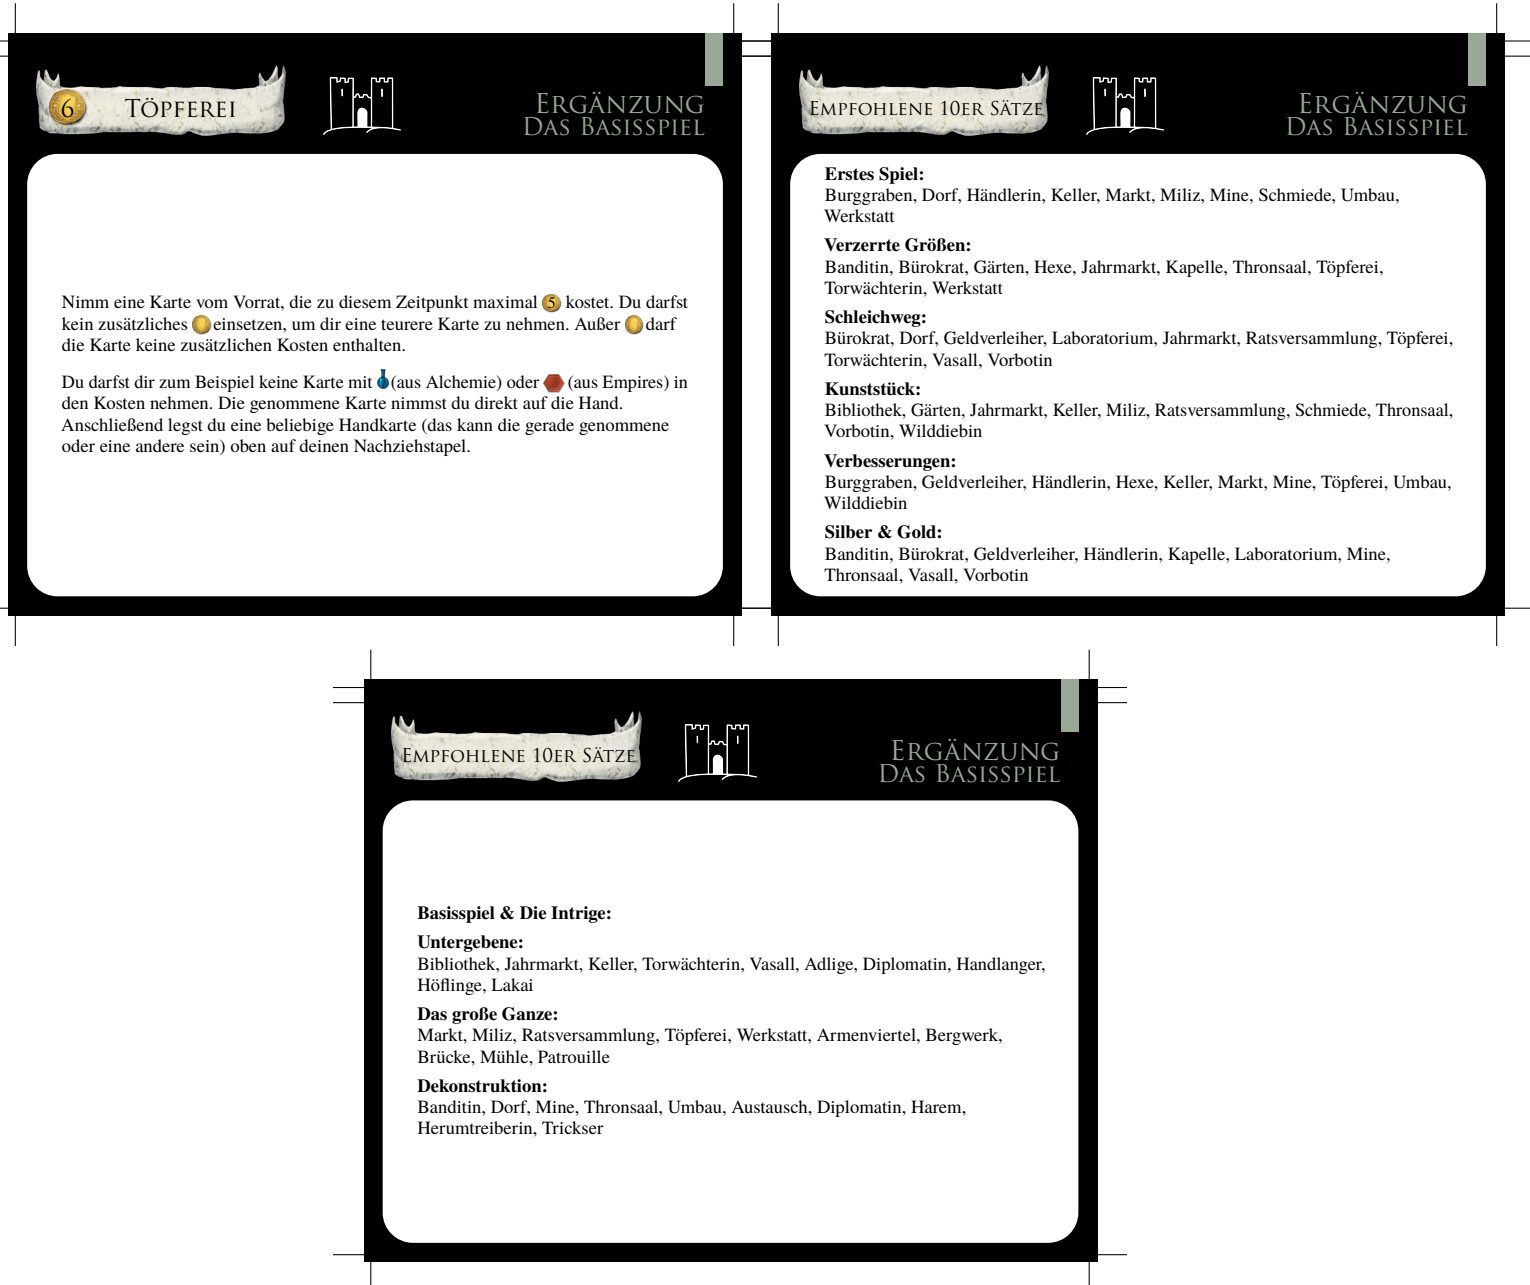 6
TÖPFEREI
ERGÄNZUNG
DAS BASISSPIEL
Nimm eine Karte vom Vorrat, die zu diesem Zeitpunkt maximal 5 kostet. Du darfst
kein zusätzliches einsetzen, um dir eine teurere Karte zu nehmen. Außer darf
die Karte keine zusätzlichen Kosten enthalten.
Du darfst dir zum Beispiel keine Karte mit (aus Alchemie) oder (aus Empires) in
den Kosten nehmen. Die genommene Karte nimmst du direkt auf die Hand.
Anschließend legst du eine beliebige Handkarte (das kann die gerade genommene
oder eine andere sein) oben auf deinen Nachziehstapel.
EMPFOHLENE 10ER SÄTZE
ERGÄNZUNG
DAS BASISSPIEL
Erstes Spiel:
Burggraben, Dorf, Händlerin, Keller, Markt, Miliz, Mine, Schmiede, Umbau,
Werkstatt
Verzerrte Größen:
Banditin, Bürokrat, Gärten, Hexe, Jahrmarkt, Kapelle, Thronsaal, Töpferei,
Torwächterin, Werkstatt
Schleichweg:
Bürokrat, Dorf, Geldverleiher, Laboratorium, Jahrmarkt, Ratsversammlung, Töpferei,
Torwächterin, Vasall, Vorbotin
Kunststück:
Bibliothek, Gärten, Jahrmarkt, Keller, Miliz, Ratsversammlung, Schmiede, Thronsaal,
Vorbotin, Wilddiebin
Verbesserungen:
Burggraben, Geldverleiher, Händlerin, Hexe, Keller, Markt, Mine, Töpferei, Umbau,
Wilddiebin
Silber & Gold:
Banditin, Bürokrat, Geldverleiher, Händlerin, Kapelle, Laboratorium, Mine,
Thronsaal, Vasall, Vorbotin
EMPFOHLENE 10ER SÄTZE
ERGÄNZUNG
DAS BASISSPIEL
Basisspiel & Die Intrige:
Untergebene:
Bibliothek, Jahrmarkt, Keller, Torwächterin, Vasall, Adlige, Diplomatin, Handlanger,
Höflinge, Lakai
Das große Ganze:
Markt, Miliz, Ratsversammlung, Töpferei, Werkstatt, Armenviertel, Bergwerk,
Brücke, Mühle, Patrouille
Dekonstruktion:
Banditin, Dorf, Mine, Thronsaal, Umbau, Austausch, Diplomatin, Harem,
Herumtreiberin, Trickser